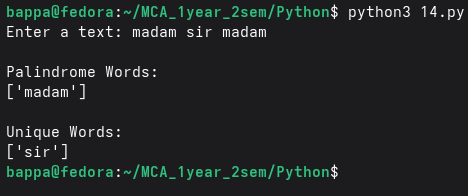 bappa@fedora:~/MCA_1year_2sem/Python$ python3 14.py
Enter a text: madam sir madam
Palindrome Words:
['madam']
Unique Words:
['sir']
bappa@fedora:~/MCA_1year_2sem/Python$